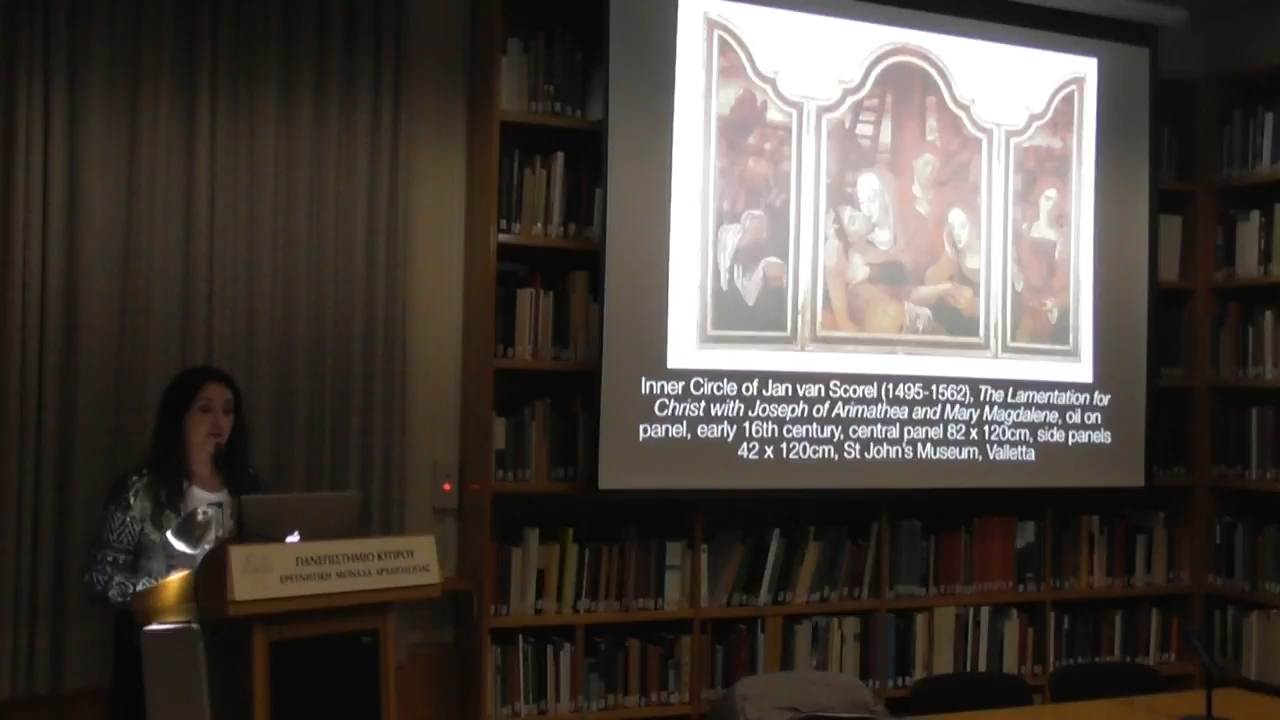 Inner Circle of Jan van Scorel (1495-1562), The Lamentation for
Christ with Joseph of Arimathea and Mary Magdalene, oil on
panel, early 16th century, central panel 82 x 120cm, side panels
42 x 120cm, St John's Museum, Valletta
ΠΑΝΕΠΙΣΤΗΜΙΟ ΚΥΠΡΟΥ
ΕΡΕΥΝΗΤΙΚΗ ΜΟΝΑΔΑ ΑΡΧΑΙΟΛΟΓΙΑΣ